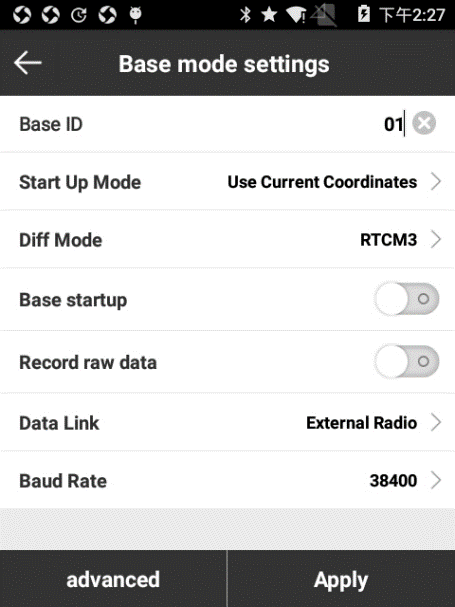 下午2:27
Base mode settings
Base ID 01
Start Up Mode Use Current Coordinates
Diff Mode RTCM3
Base startup
Record raw data
Data Link External Radio
Baud Rate 38400
advanced Apply